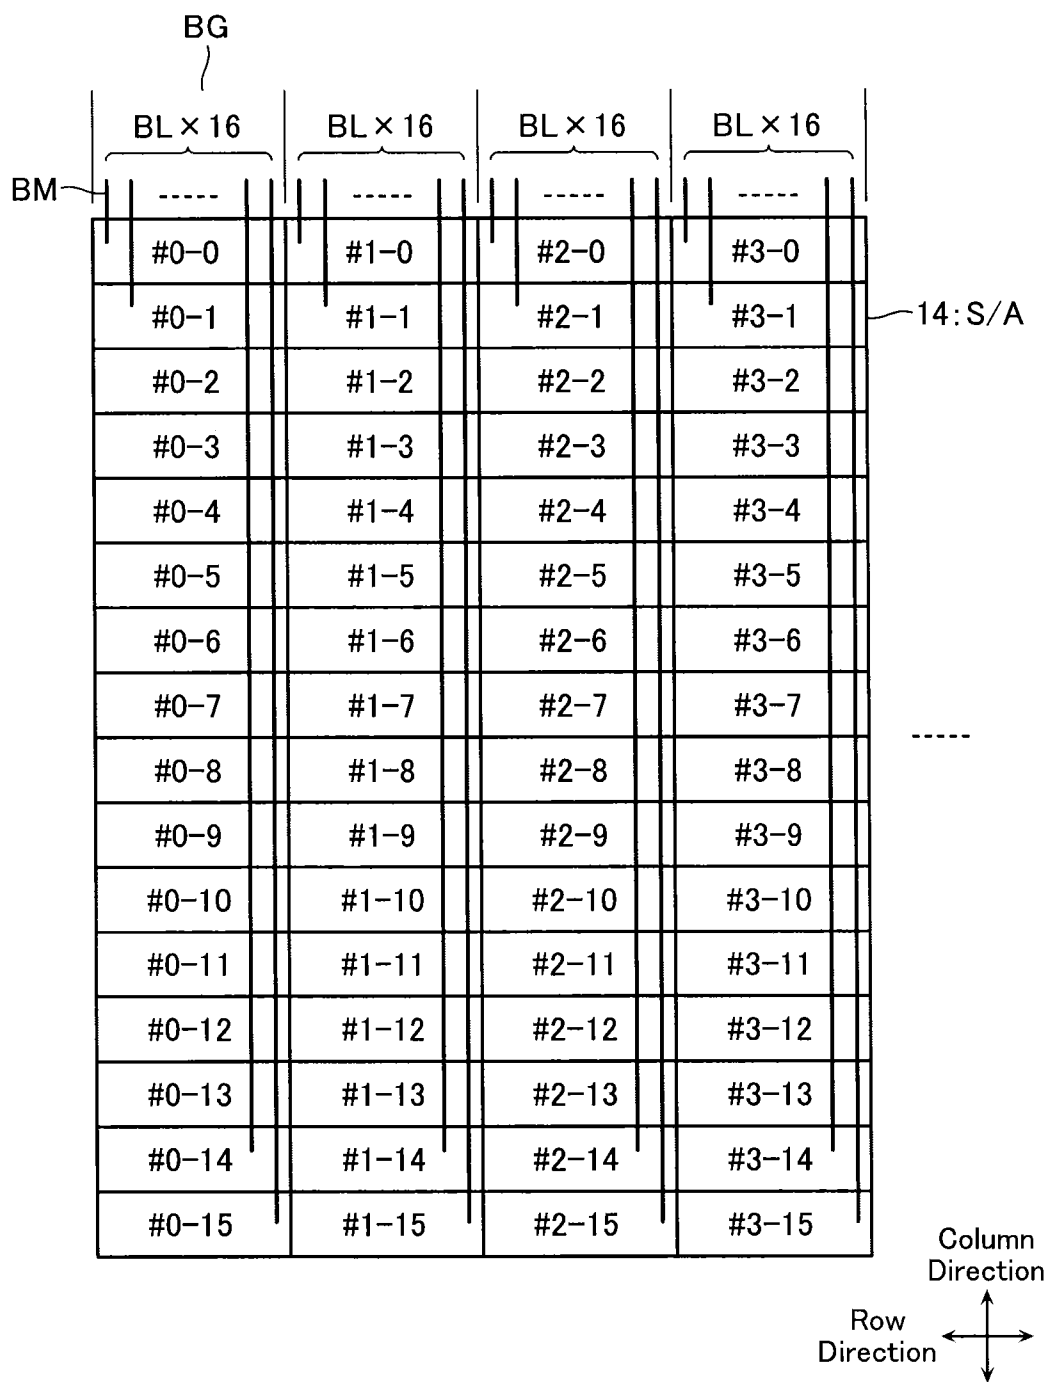 BG
BL×16 BL×16 BL×16 BL×16
BM ----- ----- ----- -----
#0-0 #1-0 #2-0 #3-0
#0-1 #1-1 #2-1 #3-1 14:S/A
#0-2 #1-2 #2-2 #3-2
#0-3 #1-3 #2-3 #3-3
#0-4 #1-4 #2-4 #3-4
#0-5 #1-5 #2-5 #3-5
#0-6 #1-6 #2-6 #3-6
#0-7 #1-7 #2-7 #3-7
-----
#0-8 #1-8 #2-8 #3-8
#0-9 #1-9 #2-9 #3-9
#0-10 #1-10 #2-10 #3-10
#0-11 #1-11 #2-11 #3-11
#0-12 #1-12 #2-12 #3-12
#0-13 #1-13 #2-13 #3-13
#0-14 #1-14 #2-14 #3-14
#0-15 #1-15 #2-15 #3-15
Column
Direction
Row
Direction